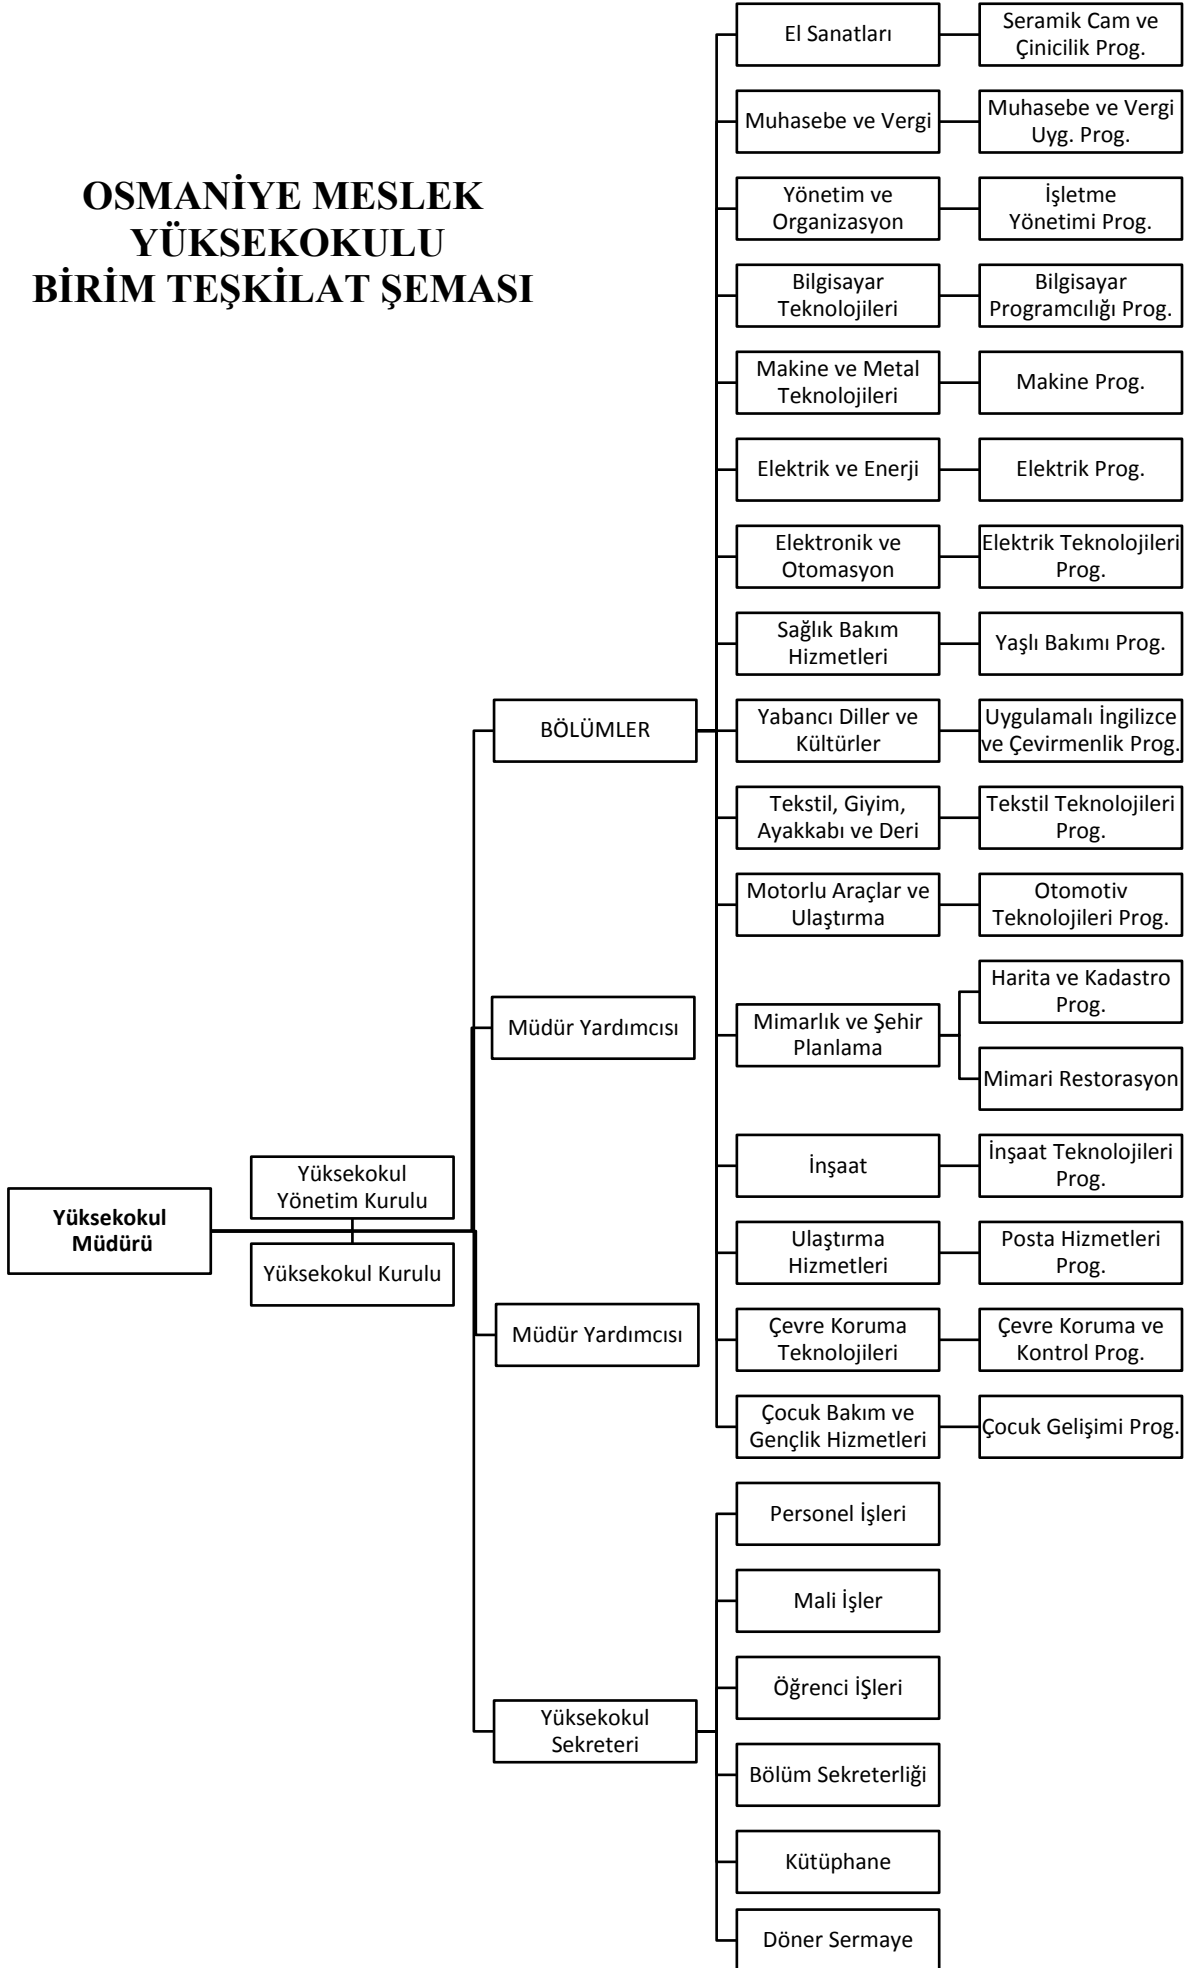 OSMANİYE MESLEK
YÜKSEKOKULU
BİRİM TEŞKİLAT ŞEMASI
Yüksekokul
Müdürü
Yüksekokul
Yönetim Kurulu
Yüksekokul Kurulu
BÖLÜMLER
El Sanatları
Seramik Cam ve
Çinicilik Prog.
Muhasebe ve Vergi
Muhasebe ve Vergi
Uyg. Prog.
Yönetim ve
Organizasyon
İşletme
Yönetimi Prog.
Bilgisayar
Teknolojileri
Bilgisayar
Programcılığı Prog.
Makine ve Metal
Teknolojileri
Makine Prog.
Elektrik ve Enerji
Elektrik Prog.
Elektronik ve
Otomasyon
Elektrik Teknolojileri
Prog.
Sağlık Bakım
Hizmetleri
Yaşlı Bakımı Prog.
Yabancı Diller ve
Kültürler
Uygulamalı İngilizce
ve Çevirmenlik Prog.
Tekstil, Giyim,
Ayakkabı ve Deri
Tekstil Teknolojileri
Prog.
Motorlu Araçlar ve
Ulaştırma
Otomotiv
Teknolojileri Prog.
Mimarlık ve Şehir
Planlama
Harita ve Kadastro
Prog.
Mimari Restorasyon
İnşaat
İnşaat Teknolojileri
Prog.
Ulaştırma
Hizmetleri
Posta Hizmetleri
Prog.
Çevre Koruma
Teknolojileri
Çevre Koruma ve
Kontrol Prog.
Çocuk Bakım ve
Gençlik Hizmetleri
Çocuk Gelişimi Prog.
Müdür Yardımcısı
Müdür Yardımcısı
Yüksekokul
Sekreteri
Personel İşleri
Mali İşler
Öğrenci İŞleri
Bölüm Sekreterliği
Kütüphane
Döner Sermaye